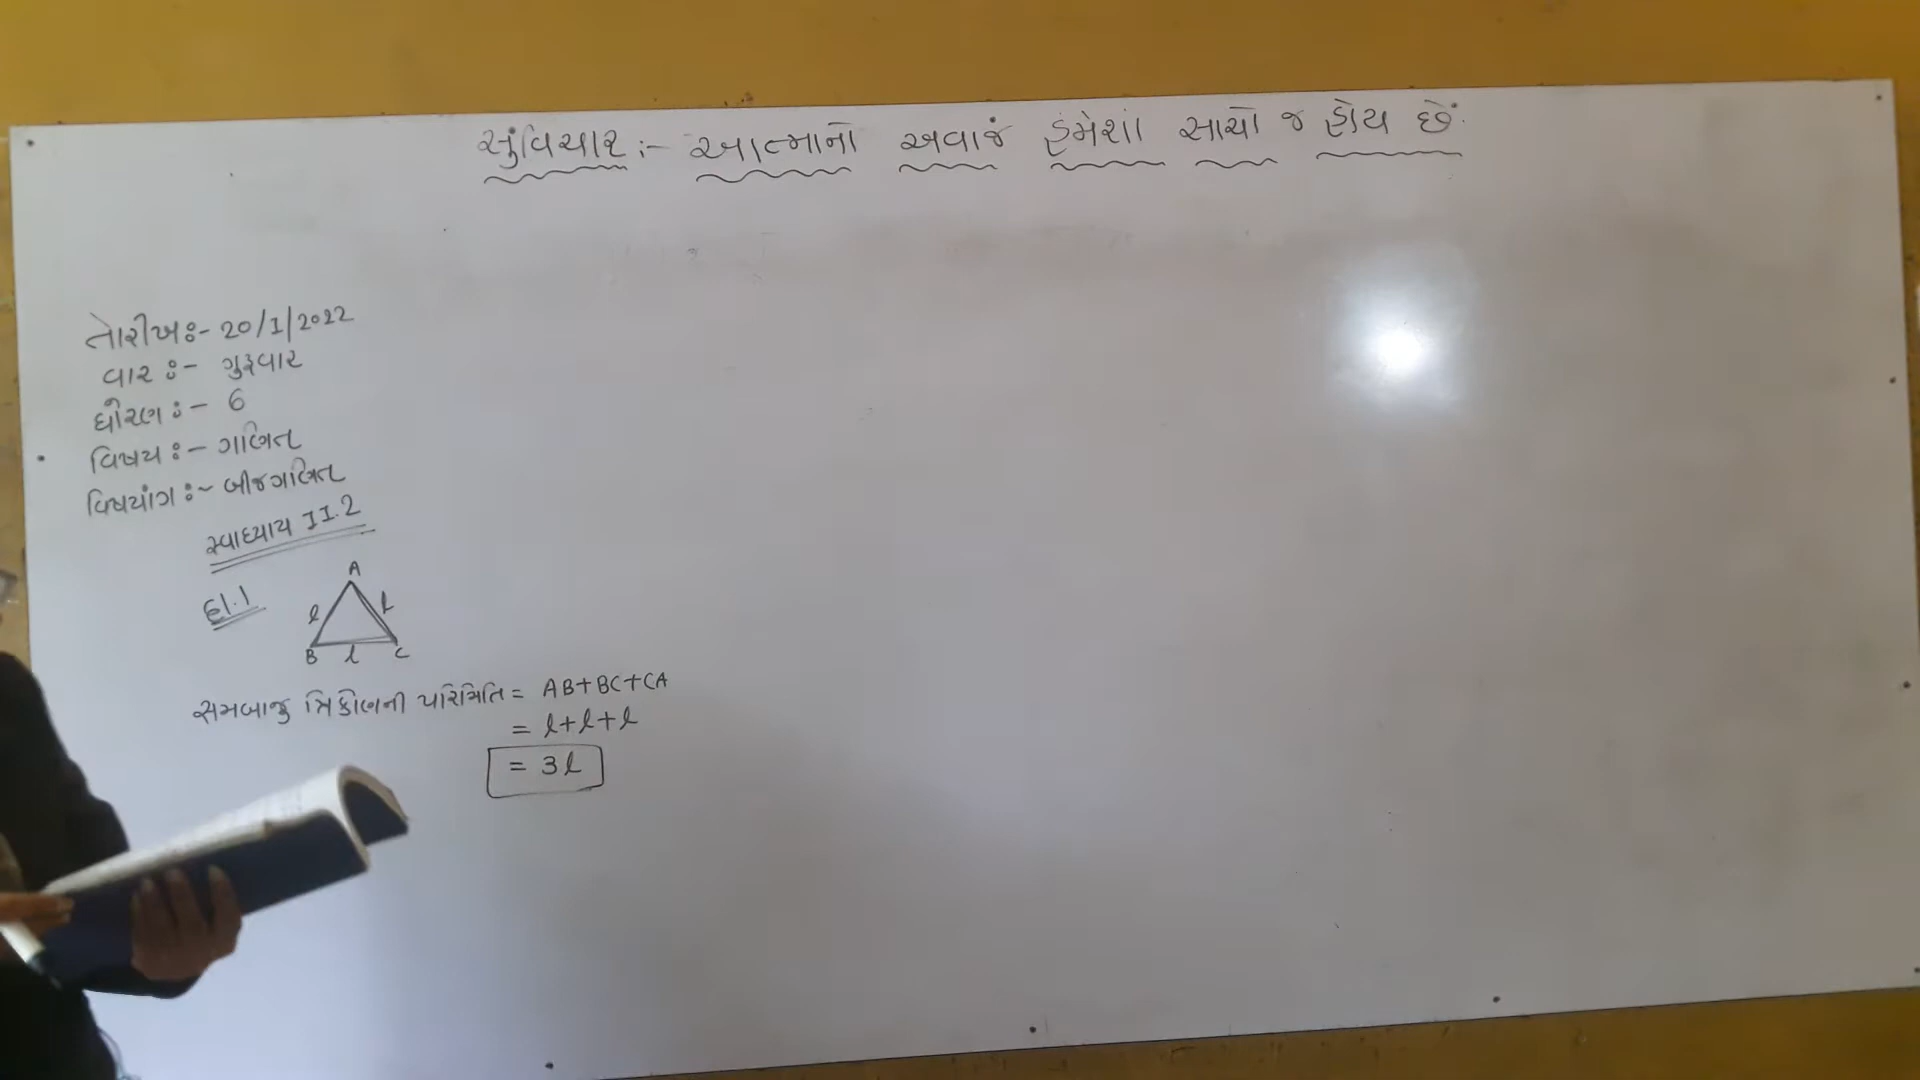 સુંવિચાર :- આત્માનો અવાજ હંમેશાં સાચો જ હોય છે.
તારીખ :- 20/1/2022
વાર :- ગુરૂવાર
ધોરણ :- 6
વિષય :- ગણિત
વિષયાંગ :- બીજગણિત
સ્વાધ્યાય 11.2
દા.1
A
l l
B l C
સમબાજુ ત્રિકોણની પરિમિતિ = AB+BC+CA
= l+l+l
= 3l